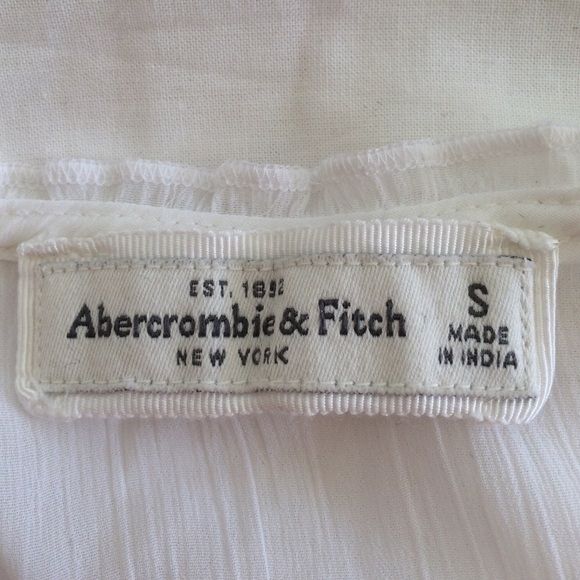 EST. 1892
Abercrombie & Fitch
NEW YORK
S
MADE
IN INDIA